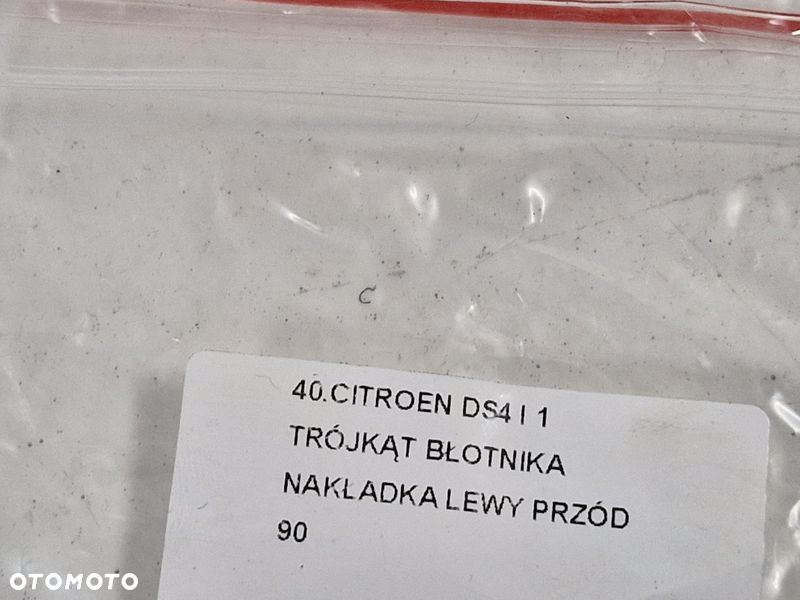 40.CITROEN DS4 I 1
TRÓJKĄT BŁOTNIKA
NAKŁADKA LEWY PRZÓD
90
OTOMOTO